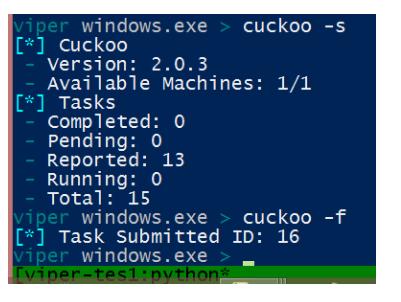 viper windows.exe > cuckoo -s
[*] Cuckoo
- Version: 2.0.3
- Available Machines: 1/1
[*] Tasks
- Completed: 0
- Pending: 0
- Reported: 13
- Running: 0
- Total: 15
viper windows.exe > cuckoo -f
[*] Task Submitted ID: 16
viper windows.exe > _
[viper-tes1:python*